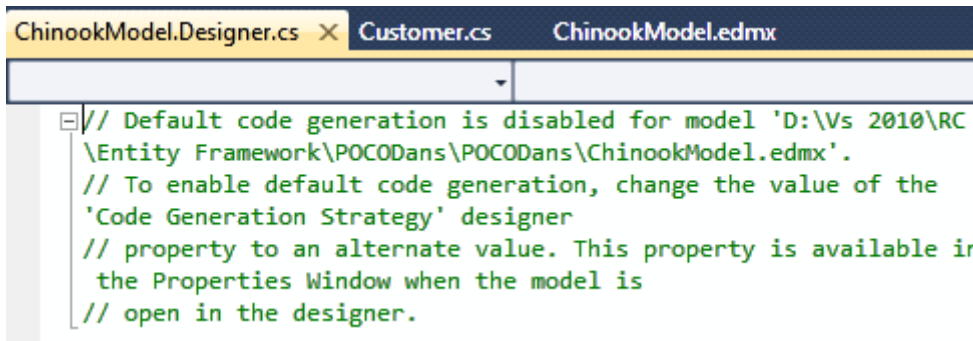 ChinookModel.Designer.cs Customer.cs ChinookModel.edmx
// Default code generation is disabled for model 'D:\Vs 2010\RC
\Entity Framework\POCODans\POCODans\ChinookModel.edmx'.
// To enable default code generation, change the value of the
'Code Generation Strategy' designer
// property to an alternate value. This property is available in
the Properties Window when the model is
// open in the designer.